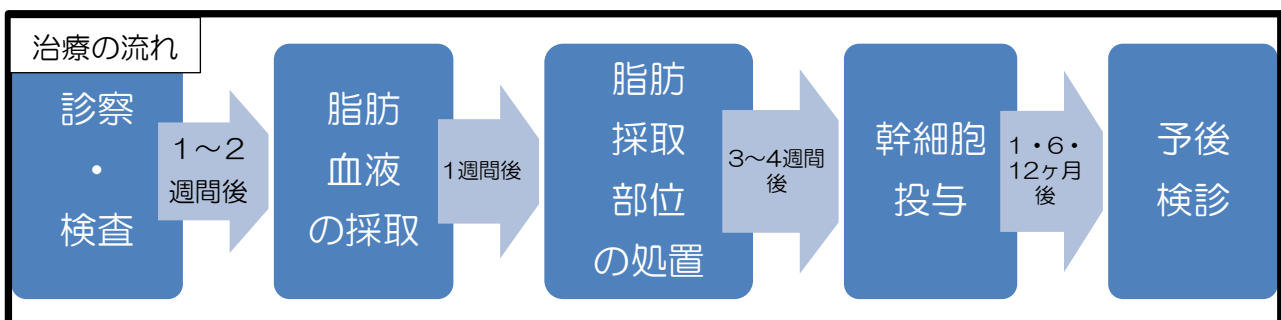 治療の流れ
診察
・
検査
１～２
週間後
脂肪
血液
の採取
1週間後
脂肪
採取
部位
の処置
3～4週間
後
幹細胞
投与
1・6・
12ヶ月
後
予後
検診